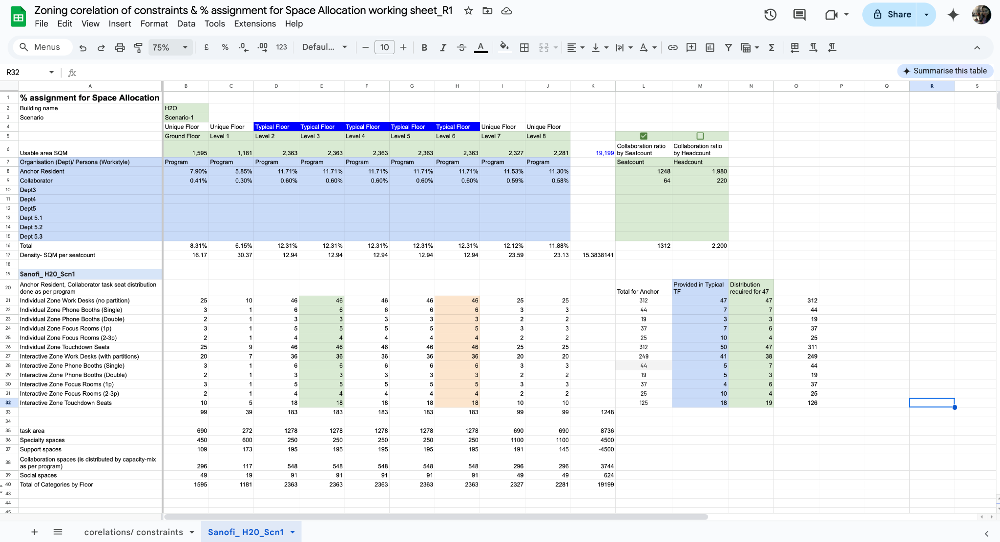 Zoning corelation of constraints & % assignment for Space Allocation working sheet_R1
File Edit View Insert Format Data Tools Extensions Help
Share
Menus 75% £ % .0 .00 123 Defaul... − 10 + B I A Σ
R32 fx
Summarise this table
A B C D E F G H I J K L M N O P Q R S
1 % assignment for Space Allocation
2 Building name H2O
3 Scenario Scenario-1
4 Unique Floor Unique Floor Typical Floor Typical Floor Typical Floor Typical Floor Typical Floor Unique Floor Unique Floor
5 Ground Floor Level 1 Level 2 Level 3 Level 4 Level 5 Level 6 Level 7 Level 8
6 Usable area SQM 1,595 1,181 2,363 2,363 2,363 2,363 2,363 2,327 2,281 19,199 Collaboration ratio by Seatcount Collaboration ratio by Headcount
7 Organisation (Dept)/ Persona (Workstyle) Program Program Program Program Program Program Program Program Program Seatcount Headcount
8 Anchor Resident 7.90% 5.85% 11.71% 11.71% 11.71% 11.71% 11.71% 11.53% 11.30% 1248 1,980
9 Collaborator 0.41% 0.30% 0.60% 0.60% 0.60% 0.60% 0.60% 0.59% 0.58% 64 220
10 Dept3
11 Dept4
12 Dept5
13 Dept 5.1
14 Dept 5.2
15 Dept 5.3
16 Total 8.31% 6.15% 12.31% 12.31% 12.31% 12.31% 12.31% 12.12% 11.88% 1312 2,200
17 Density- SQM per seatcount 16.17 30.37 12.94 12.94 12.94 12.94 12.94 23.59 23.13 15.3838141
18
19 Sanofi_ H20_Scn1
20 Anchor Resident, Collaborator task seat distribution done as per program Total for Anchor Provided in Typical TF Distribution required for 47
21 Individual Zone Work Desks (no partition) 25 10 46 46 46 46 46 25 25 312 47 47 312
22 Individual Zone Phone Booths (Single) 3 1 6 6 6 6 6 3 3 44 7 7 44
23 Individual Zone Phone Booths (Double) 2 1 3 3 3 3 3 2 2 19 3 3 19
24 Individual Zone Focus Rooms (1p) 3 1 5 5 5 5 5 3 3 37 7 6 37
25 Individual Zone Focus Rooms (2-3p) 2 1 4 4 4 4 4 2 2 25 10 4 25
26 Individual Zone Touchdown Seats 25 9 46 46 46 46 46 25 25 312 50 47 311
27 Interactive Zone Work Desks (with partitions) 20 7 36 36 36 36 36 20 20 249 41 38 249
28 Interactive Zone Phone Booths (Single) 3 1 6 6 6 6 6 3 3 44 5 7 44
29 Interactive Zone Phone Booths (Double) 2 1 3 3 3 3 3 2 2 19 5 3 19
30 Interactive Zone Focus Rooms (1p) 3 1 5 5 5 5 5 3 3 37 4 6 37
31 Interactive Zone Focus Rooms (2-3p) 2 1 4 4 4 4 4 2 2 25 10 4 25
32 Interactive Zone Touchdown Seats 10 5 18 18 18 18 18 10 10 125 18 19 126
33 99 39 183 183 183 183 183 99 99 1248
34
35 task area 690 272 1278 1278 1278 1278 1278 690 690 8736
36 Specialty spaces 450 600 250 250 250 250 250 1100 1100 4500
37 Support spaces 109 173 195 195 195 195 195 191 145 -4500
38 Collaboration spaces (is distributed by capacity-mix as per program) 296 117 548 548 548 548 548 296 296 3744
39 Social spaces 49 19 91 91 91 91 91 49 49 624
40 Total of Categories by Floor 1595 1181 2363 2363 2363 2363 2363 2327 2281 19199
43
44
45
corelations/ constraints Sanofi_ H20_Scn1